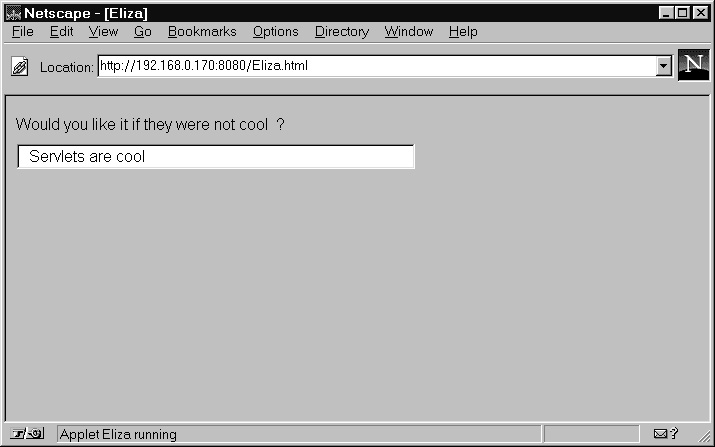 Netscape - [Eliza]
File Edit View Go Bookmarks Options Directory Window Help
Location: http://192.168.0.170:8080/Eliza.html
N
Would you like it if they were not cool ?
Servlets are cool
Applet Eliza running
?